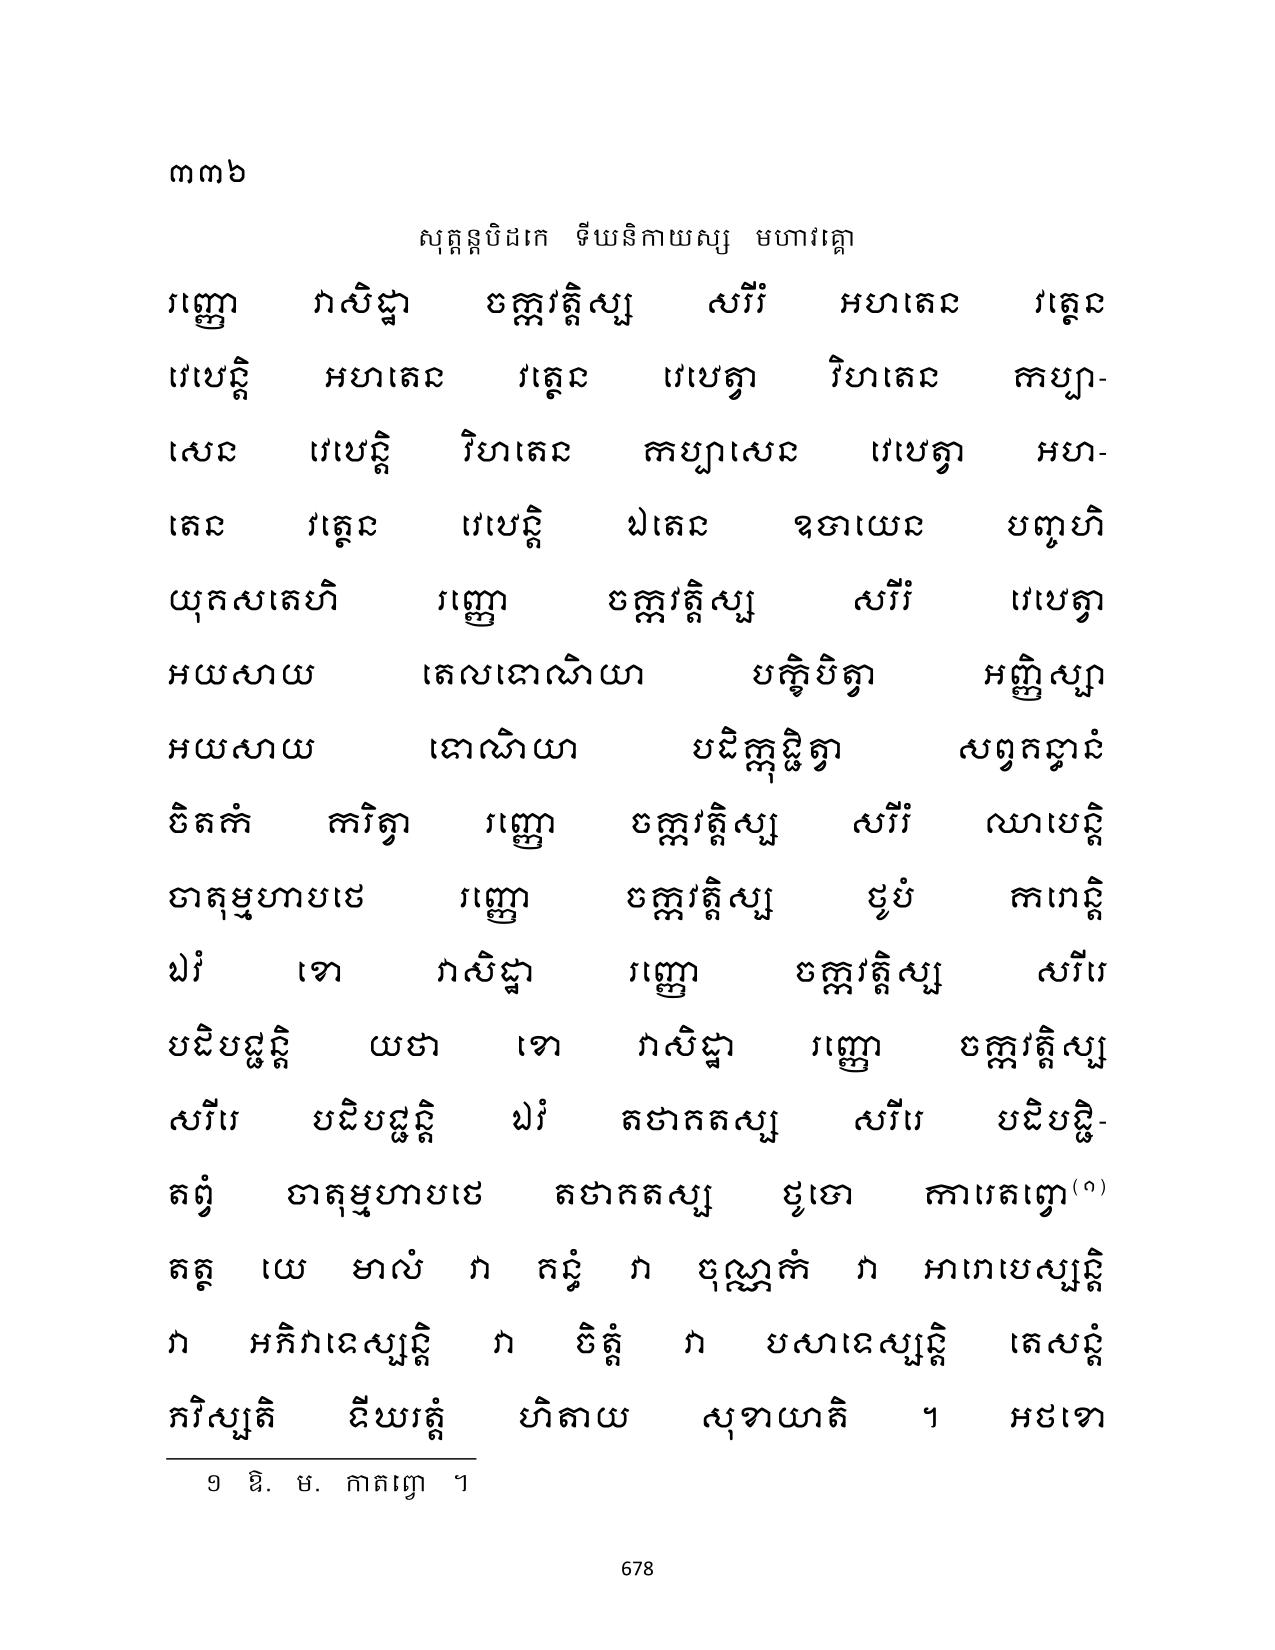 ៣៣៦
សុត្តន្តបិដកេ ទីឃនិកាយស្ស មហាវគ្គោ
រញ្ញោ វាសិដ្ឋា ចក្កវត្តិស្ស សរីរំ អហតេន វត្ថេន
វេឋេន្តិ អហតេន វត្ថេន វេឋេត្វា វិហតេន កប្បា-
សេន វេឋេន្តិ វិហតេន កប្បាសេន វេឋេត្វា អហ-
តេន វត្ថេន វេឋេន្តិ ឯតេន ឧបាយេន បញ្ចហិ
យុគសតេហិ រញ្ញោ ចក្កវត្តិស្ស សរីរំ វេឋេត្វា
អយសាយ តេលទោណិយា បក្ខិបិត្វា អញ្ញិស្សា
អយសាយ ទោណិយា បដិក្កុជ្ជិត្វា សព្វគន្ធានំ
ចិតកំ ករិត្វា រញ្ញោ ចក្កវត្តិស្ស សរីរំ ឈាបេន្តិ
ចាតុម្មហាបថេ រញ្ញោ ចក្កវត្តិស្ស ថូបំ ករោន្តិ
ឯវំ ខោ វាសិដ្ឋា រញ្ញោ ចក្កវត្តិស្ស សរីរេ
បដិបជ្ជន្តិ យថា ខោ វាសិដ្ឋា រញ្ញោ ចក្កវត្តិស្ស
សរីរេ បដិបជ្ជន្តិ ឯវំ តថាគតស្ស សរីរេ បដិបជ្ជិ-
តព្វំ ចាតុម្មហាបថេ តថាគតស្ស ថូបោ ការេតព្វោ(១)
តត្ថ យេ មាលំ វា គន្ធំ វា ចុណ្ណកំ វា អារោបេស្សន្តិ
វា អភិវាទេស្សន្តិ វា ចិត្តំ វា បសាទេស្សន្តិ តេសន្តំ
ភវិស្សតិ ទីឃរត្តំ ហិតាយ សុខាយាតិ ។ អថខោ
១ ឱ. ម. កាតព្វោ ។
678